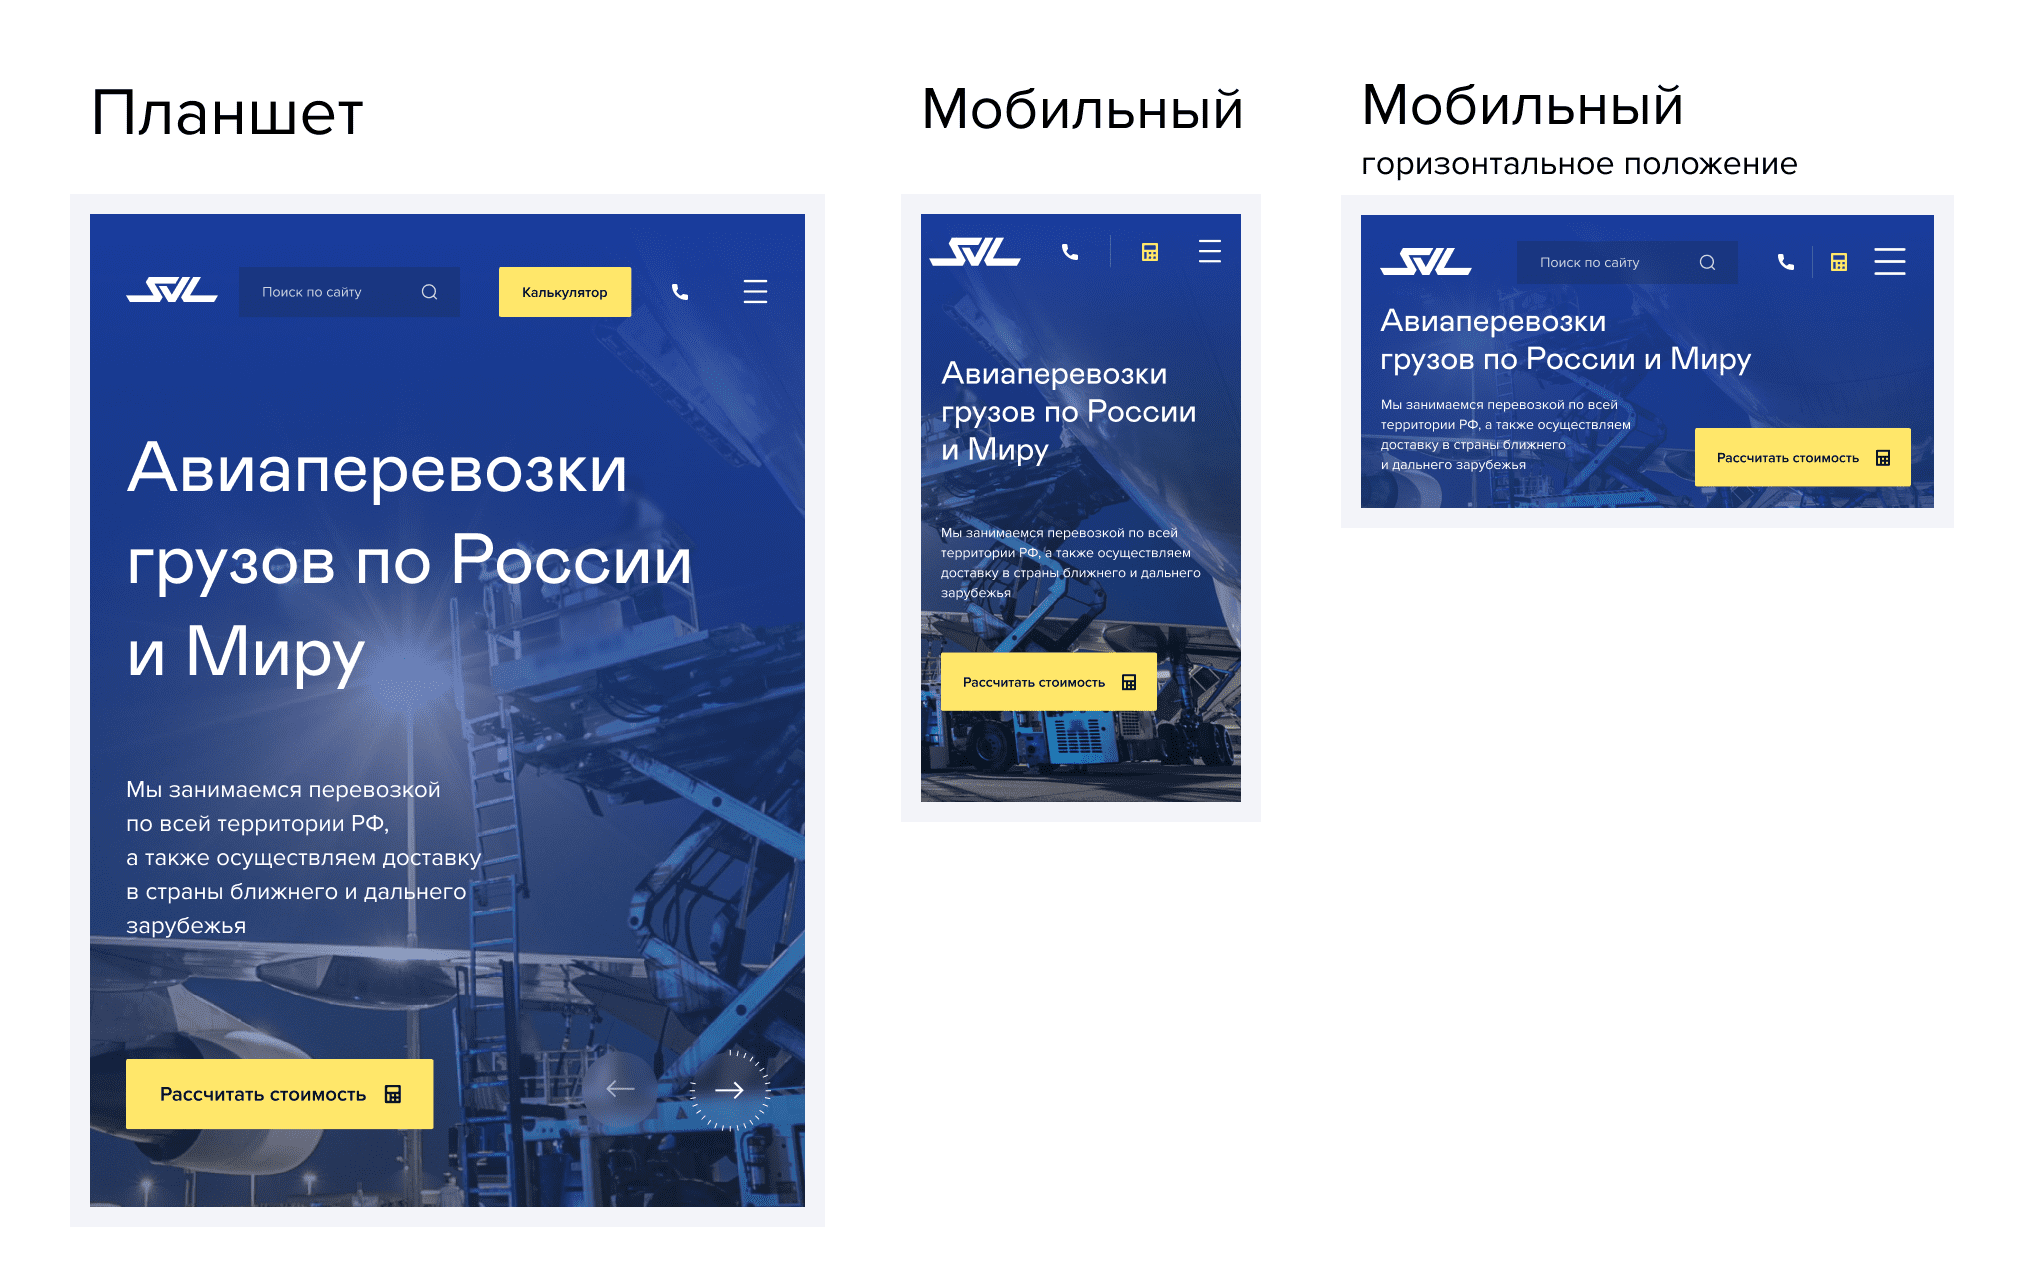 Планшет
SVL
Поиск по сайту
Калькулятор
Авиаперевозки
грузов по России
и Миру
Мы занимаемся перевозкой
по всей территории РФ,
а также осуществляем доставку
в страны ближнего и дальнего
зарубежья
Рассчитать стоимость
Мобильный
SVL
Авиаперевозки
грузов по России
и Миру
Мы занимаемся перевозкой по всей
территории РФ, а также осуществляем
доставку в страны ближнего и дальнего
зарубежья
Рассчитать стоимость
Мобильный
горизонтальное положение
SVL
Поиск по сайту
Авиаперевозки
грузов по России и Миру
Мы занимаемся перевозкой по всей
территории РФ, а также осуществляем
доставку в страны ближнего
и дальнего зарубежья
Рассчитать стоимость